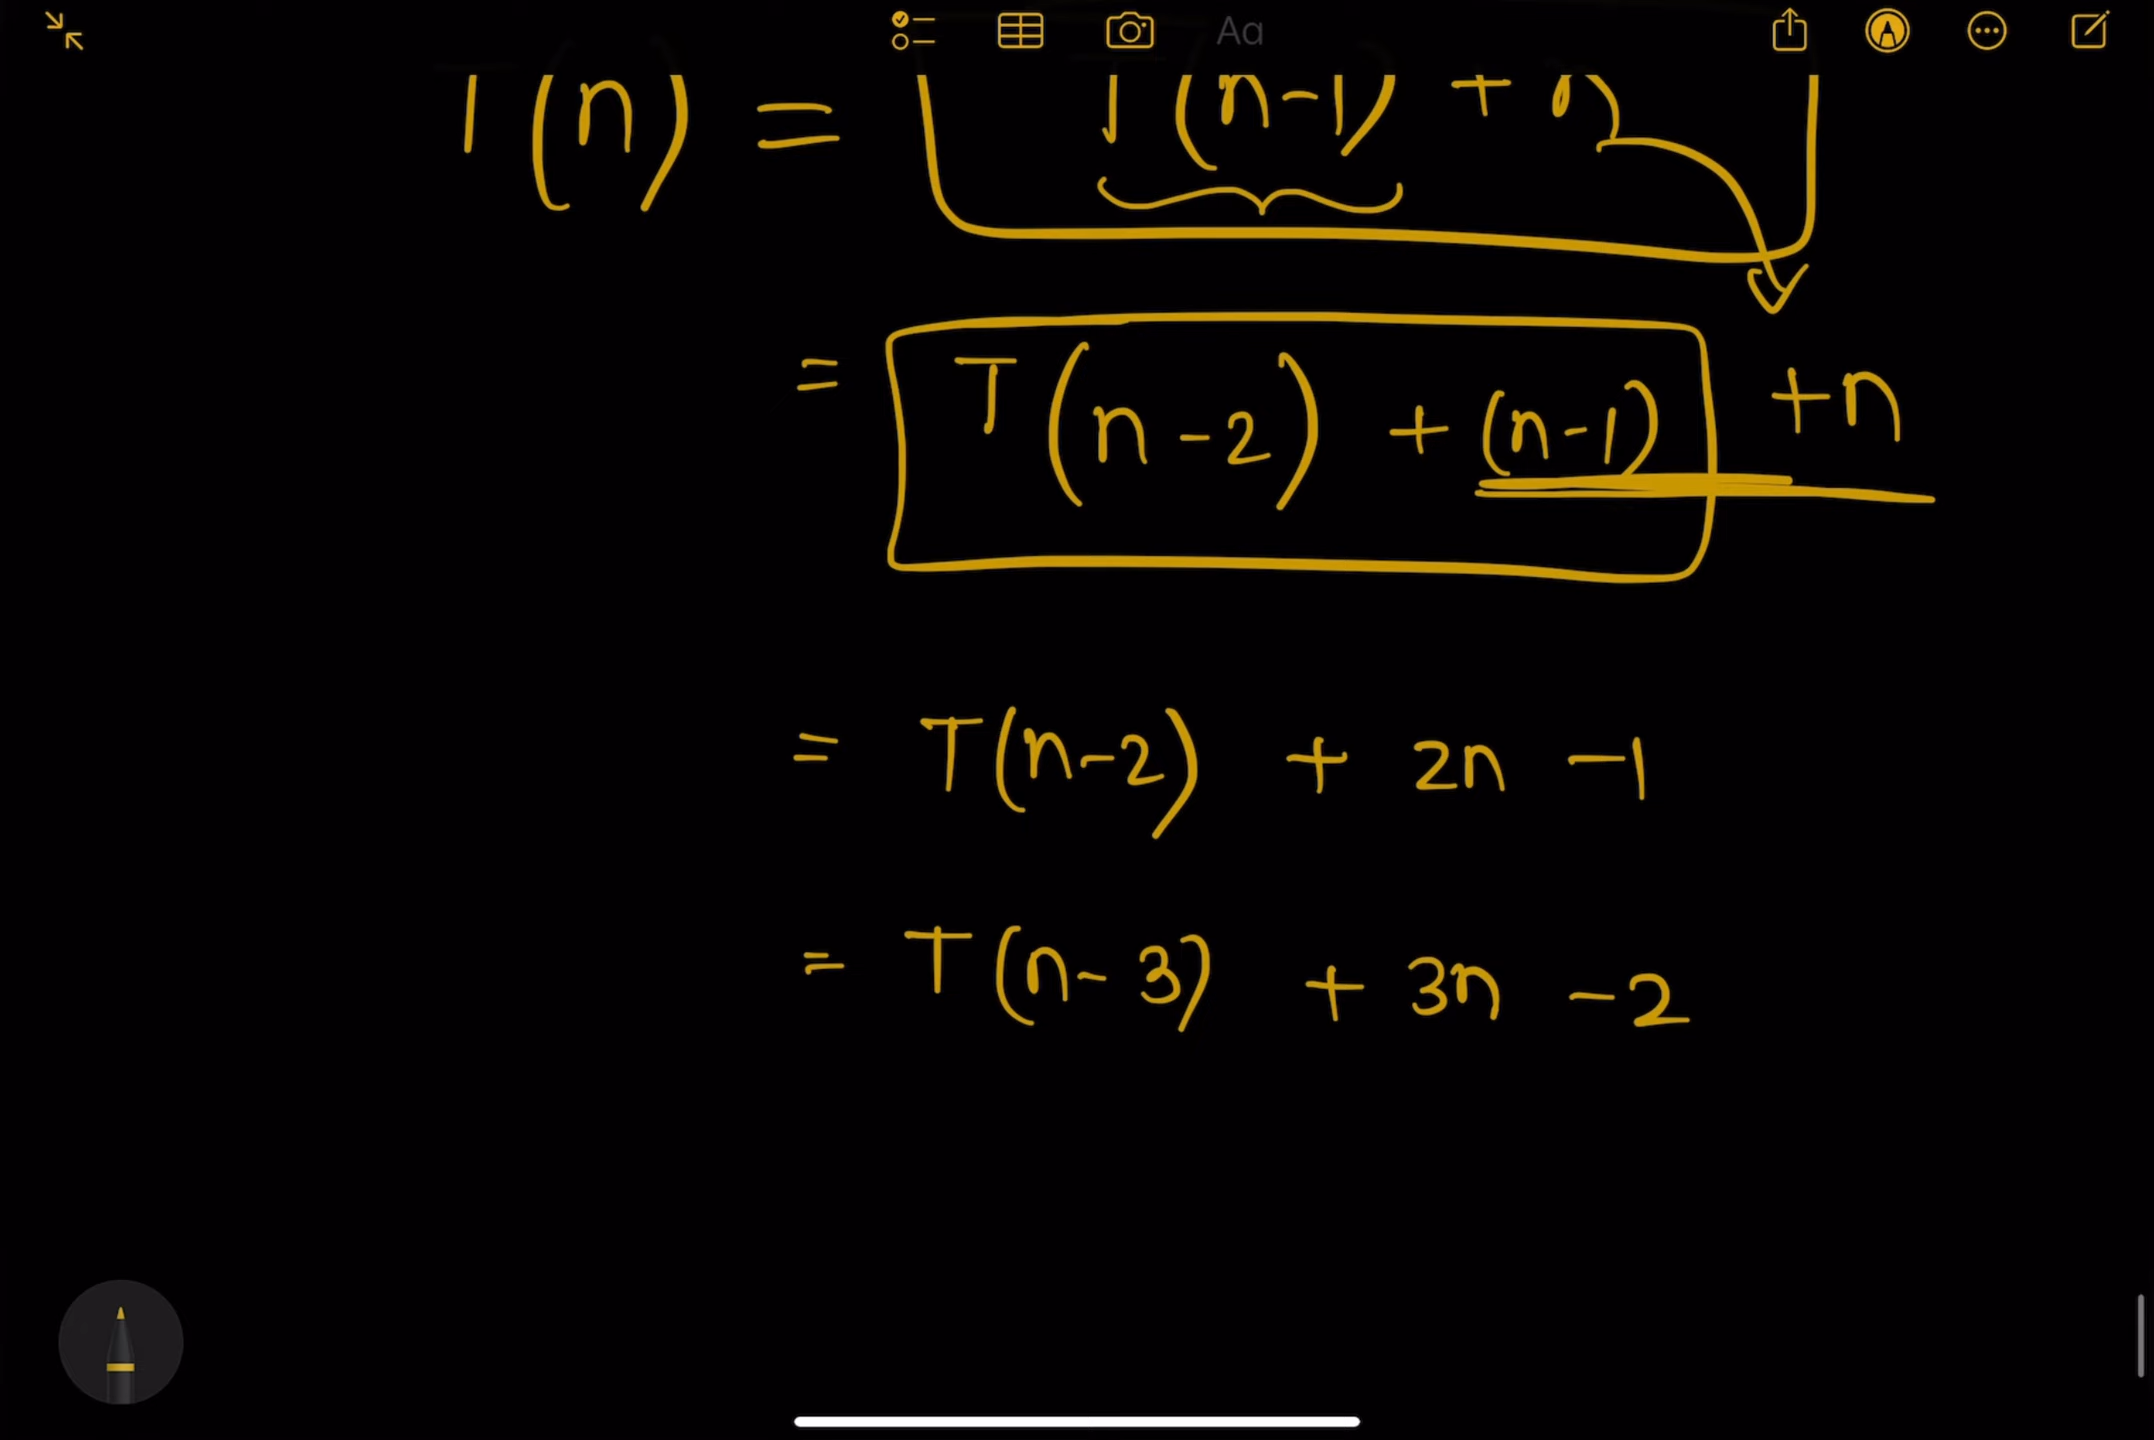 Aa
T(n) = T(n-1) + n
= T(n-2) + (n-1) + n
= T(n-2) + 2n - 1
= T(n-3) + 3n - 2